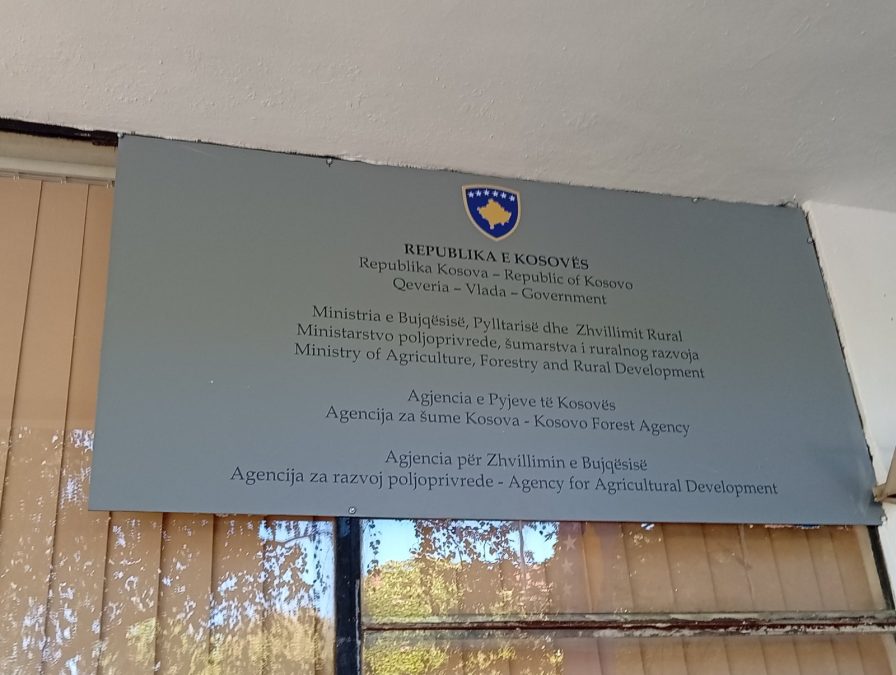 REPUBLIKA E KOSOVËS
Republika Kosova – Republic of Kosovo
Qeveria – Vlada – Government
Ministria e Bujqësisë, Pylltarisë dhe Zhvillimit Rural
Ministarstvo poljoprivrede, šumarstva i ruralnog razvoja
Ministry of Agriculture, Forestry and Rural Development
Agjencia e Pyjeve të Kosovës
Agencija za šume Kosova - Kosovo Forest Agency
Agjencia për Zhvillimin e Bujqësisë
Agencija za razvoj poljoprivrede - Agency for Agricultural Development